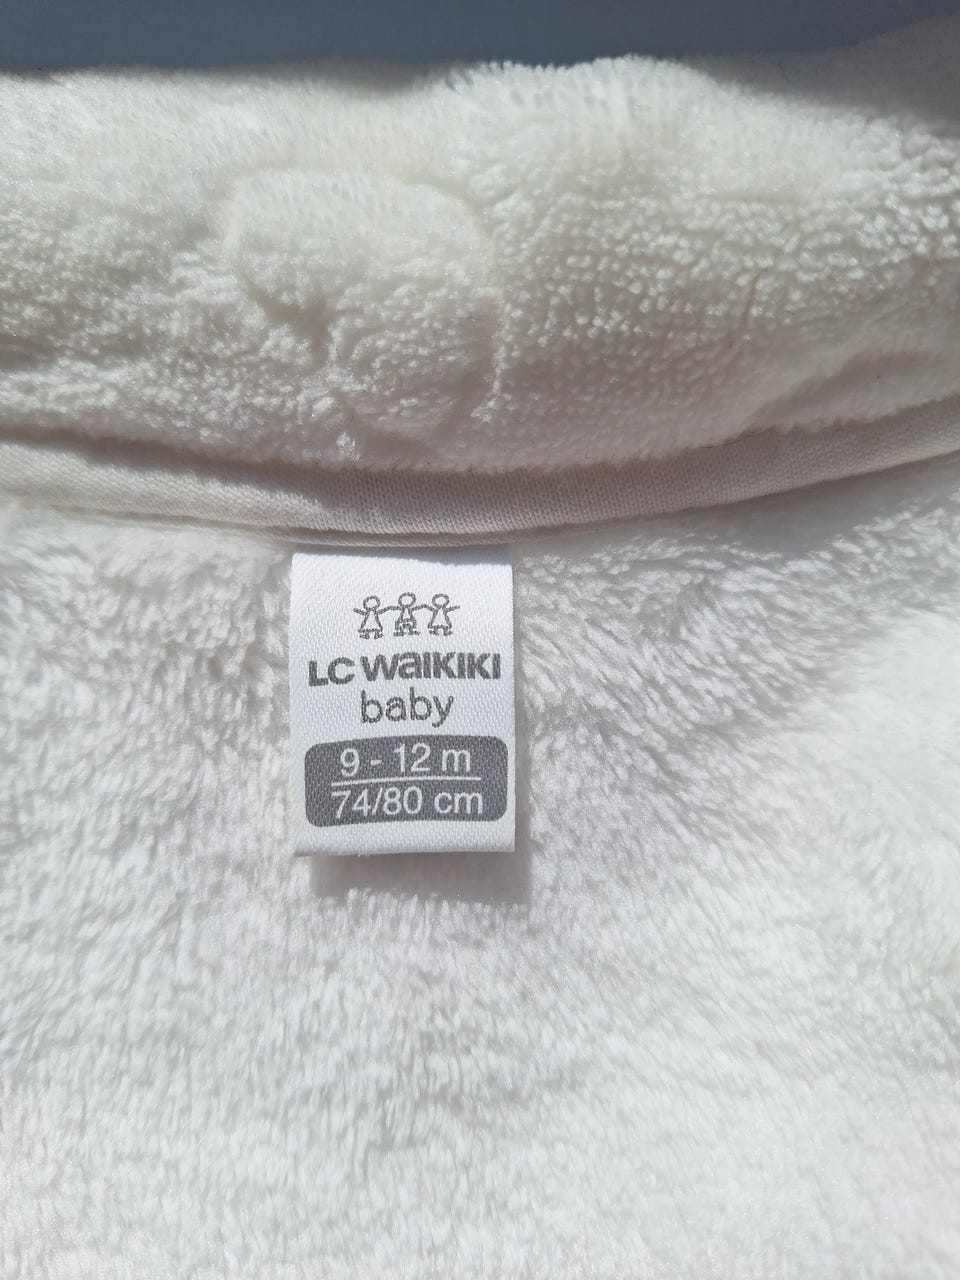 LC WAIKIKI
baby
9 - 12 m
74/80 cm